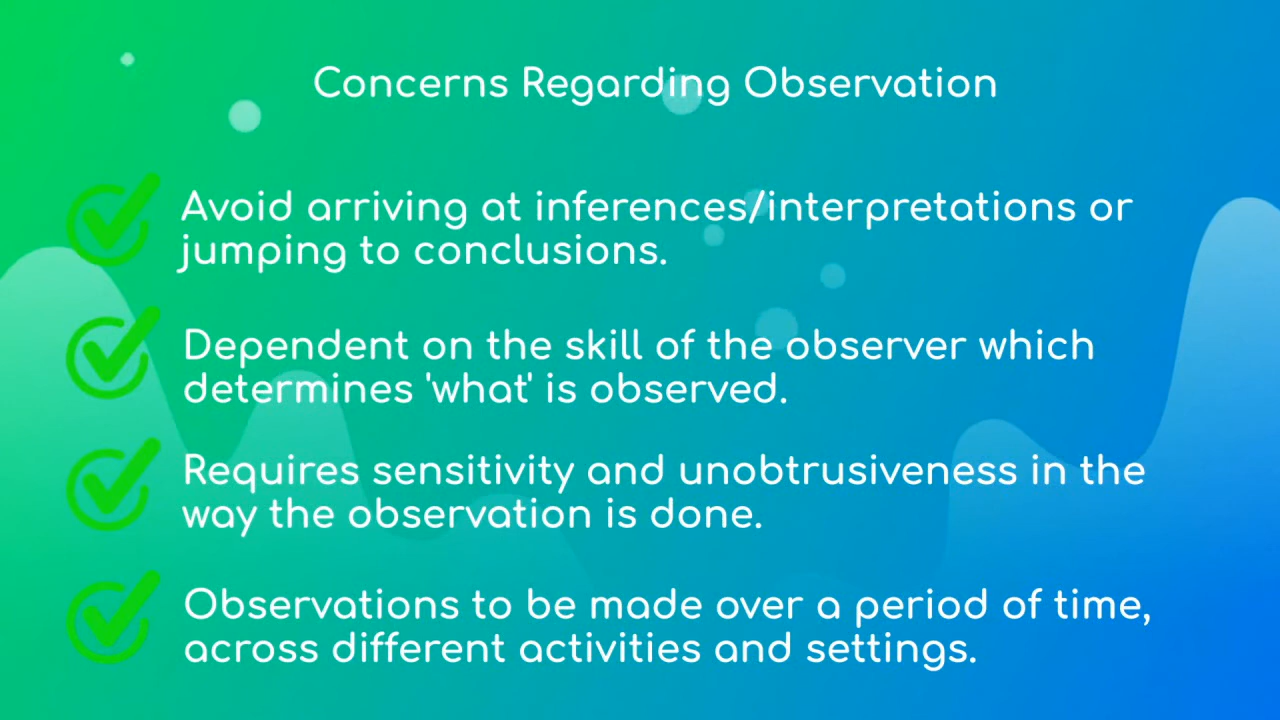 Concerns Regarding Observation
Avoid arriving at inferences/interpretations or
jumping to conclusions.
Dependent on the skill of the observer which
determines 'what' is observed.
Requires sensitivity and unobtrusiveness in the
way the observation is done.
Observations to be made over a period of time,
across different activities and settings.